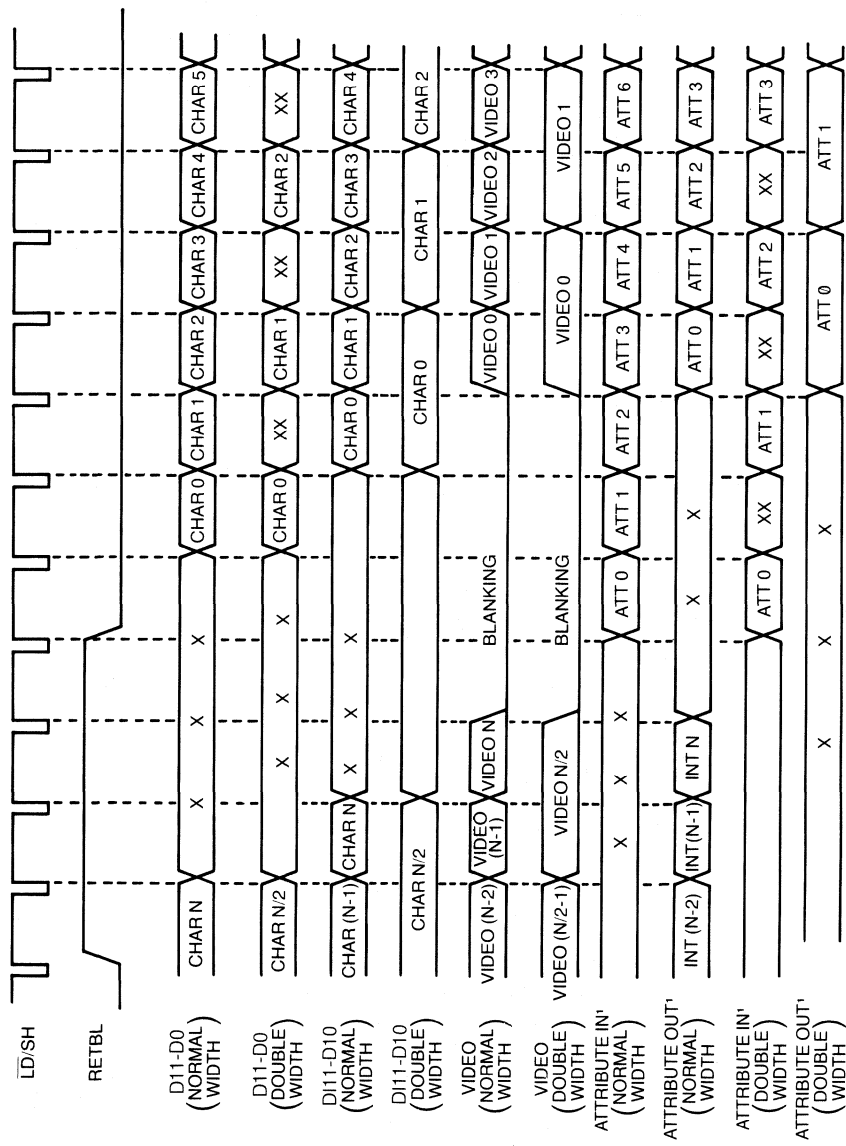 L̅D̅/SH
RETBL
D11-D0
(NORMAL
WIDTH)
CHAR N X X X CHAR 0 CHAR 1 CHAR 2 CHAR 3 CHAR 4 CHAR 5
D11-D0
(DOUBLE
WIDTH)
CHAR N/2 X X X CHAR 0 XX CHAR 1 XX CHAR 2 XX
DI11-D10
(NORMAL
WIDTH)
CHAR (N-1) CHAR N X X X CHAR 0 CHAR 1 CHAR 2 CHAR 3 CHAR 4
DI11-D10
(DOUBLE
WIDTH)
CHAR N/2 CHAR 0 CHAR 1 CHAR 2
VIDEO
(NORMAL
WIDTH)
VIDEO (N-2) VIDEO (N-1) VIDEO N BLANKING VIDEO 0 VIDEO 1 VIDEO 2 VIDEO 3
VIDEO
(DOUBLE
WIDTH)
VIDEO (N/2-1) VIDEO N/2 BLANKING VIDEO 0 VIDEO 1
ATTRIBUTE IN¹
(NORMAL
WIDTH)
X X X ATT 0 ATT 1 ATT 2 ATT 3 ATT 4 ATT 5 ATT 6
ATTRIBUTE OUT¹
(NORMAL
WIDTH)
INT (N-2) INT (N-1) INT N X X ATT 0 ATT 1 ATT 2 ATT 3
ATTRIBUTE IN¹
(DOUBLE
WIDTH)
ATT 0 XX ATT 1 XX ATT 2 XX ATT 3
ATTRIBUTE OUT¹
(DOUBLE
WIDTH)
X X X ATT 0 ATT 1